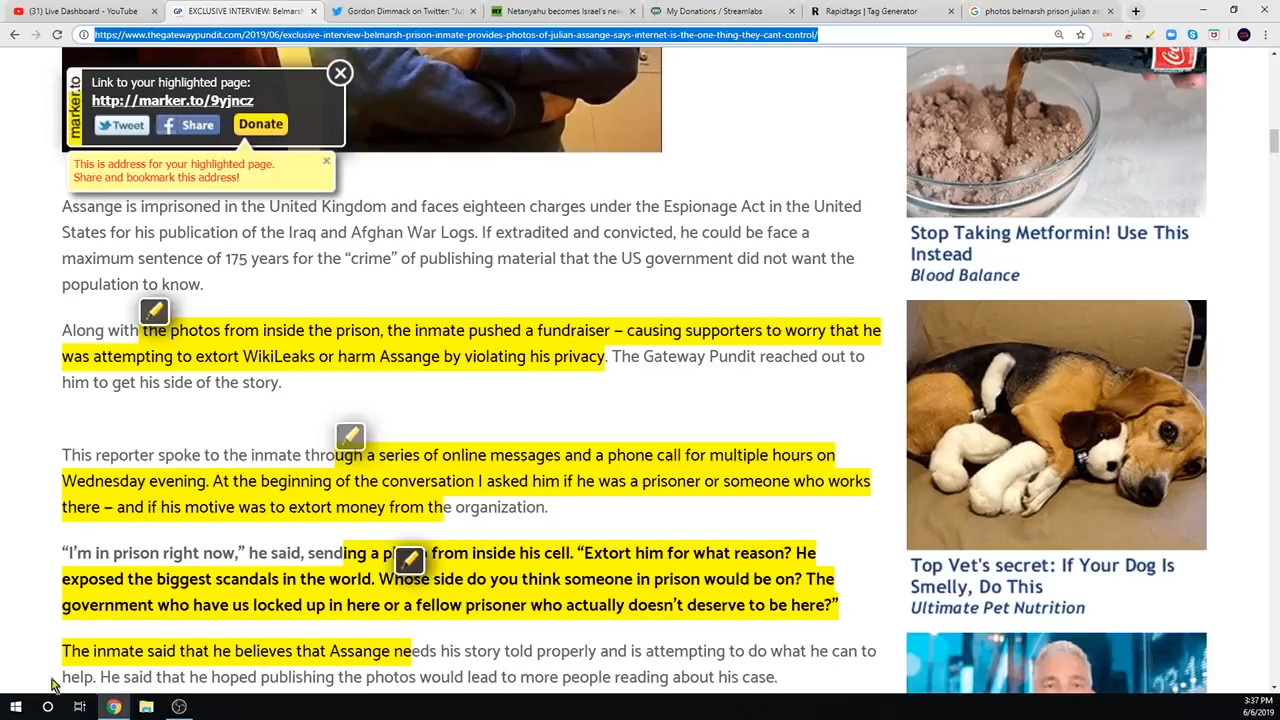 (31) Live Dashboard - YouTube
EXCLUSIVE INTERVIEW: Belmars
Gordon Dimmack on Twitter: "Jul
Netanyahu becomes Israel's new
My Donations / Streamlabs
Rapidtags | Tag Generator
photos belmarsh prison julian as
https://www.thegatewaypundit.com/2019/06/exclusive-interview-belmarsh-prison-inmate-provides-photos-of-julian-assange-says-internet-is-the-one-thing-they-cant-control/
marker.to
Link to your highlighted page:
http://marker.to/9yjncz
Tweet
Share
Donate
This is address for your highlighted page.
Share and bookmark this address!
Assange is imprisoned in the United Kingdom and faces eighteen charges under the Espionage Act in the United
States for his publication of the Iraq and Afghan War Logs. If extradited and convicted, he could be face a
maximum sentence of 175 years for the “crime” of publishing material that the US government did not want the
population to know.
Along with the photos from inside the prison, the inmate pushed a fundraiser — causing supporters to worry that he
was attempting to extort WikiLeaks or harm Assange by violating his privacy. The Gateway Pundit reached out to
him to get his side of the story.
This reporter spoke to the inmate through a series of online messages and a phone call for multiple hours on
Wednesday evening. At the beginning of the conversation I asked him if he was a prisoner or someone who works
there — and if his motive was to extort money from the organization.
“I’m in prison right now,” he said, sending a from inside his cell. “Extort him for what reason? He
exposed the biggest scandals in the world. Whose side do you think someone in prison would be on? The
government who have us locked up in here or a fellow prisoner who actually doesn’t deserve to be here?”
The inmate said that he believes that Assange needs his story told properly and is attempting to do what he can to
help. He said that he hoped publishing the photos would lead to more people reading about his case.
Stop Taking Metformin! Use This
Instead
Blood Balance
Top Vet's secret: If Your Dog Is
Smelly, Do This
Ultimate Pet Nutrition
3:37 PM
6/6/2019